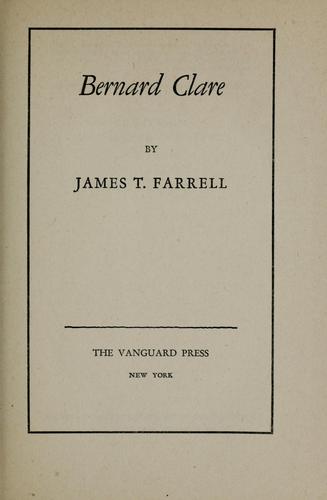 Bernard Clare
BY
JAMES T. FARRELL
THE VANGUARD PRESS
NEW YORK